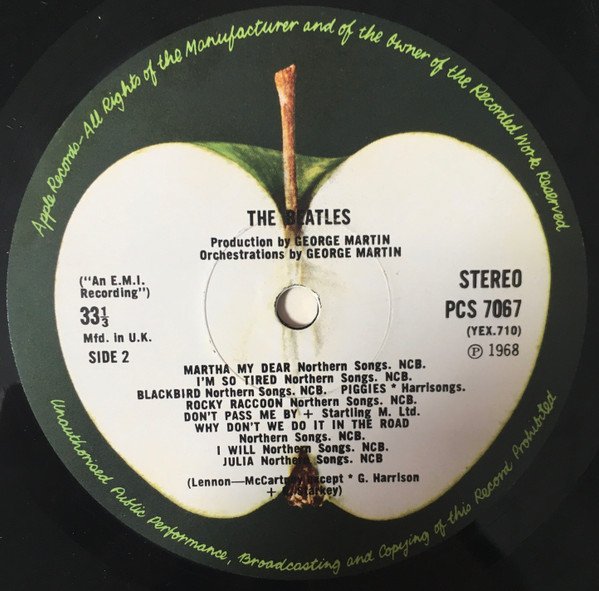 Apple Records—All Rights of the Manufacturer and of the Owner of the Recorded Work Reserved
THE BEATLES
Production by GEORGE MARTIN
Orchestrations by GEORGE MARTIN
("An E.M.I.
Recording")
33⅓
Mfd. in U.K.
SIDE 2
STEREO
PCS 7067
(YEX.710)
Ⓟ 1968
MARTHA MY DEAR Northern Songs. NCB.
I'M SO TIRED Northern Songs. NCB.
BLACKBIRD Northern Songs. NCB. PIGGIES * Harrisongs.
ROCKY RACCOON Northern Songs. NCB.
DON'T PASS ME BY + Startling M. Ltd.
WHY DON'T WE DO IT IN THE ROAD
Northern Songs. NCB.
I WILL Northern Songs. NCB.
JULIA Northern Songs. NCB
(Lennon—McCartney except * G. Harrison
+
Unauthorised Public Performance, Broadcasting and Copying of this Record Prohibited